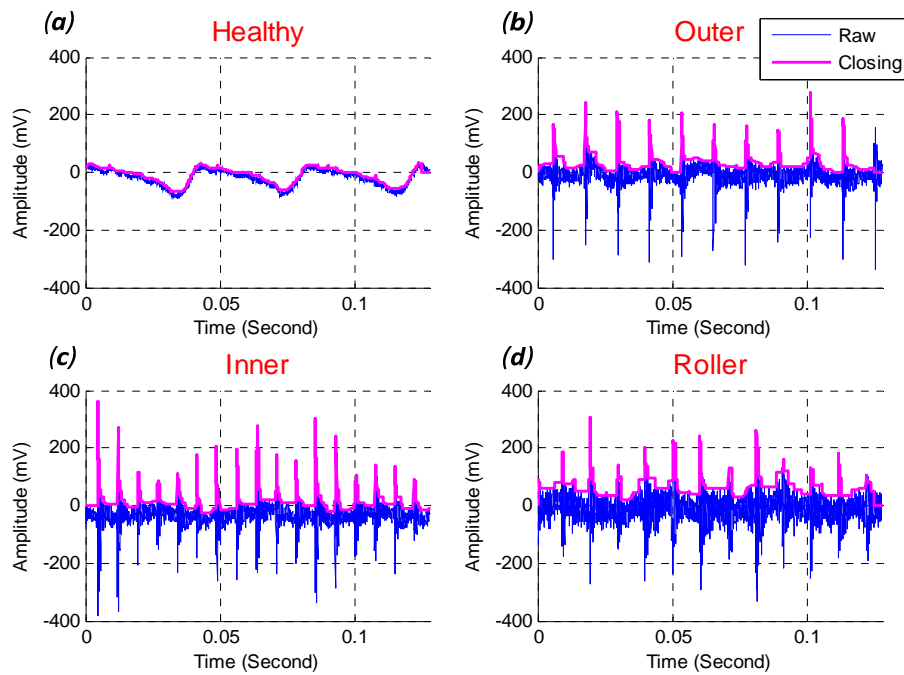 (a)
Healthy
400
200
0
-200
-400
Amplitude (mV)
0
0.05
0.1
Time (Second)
(b)
Outer
Raw
Closing
400
200
0
-200
-400
Amplitude (mV)
0
0.05
0.1
Time (Second)
(c)
Inner
400
200
0
-200
-400
Amplitude (mV)
0
0.05
0.1
Time (Second)
(d)
Roller
400
200
0
-200
-400
Amplitude (mV)
0
0.05
0.1
Time (Second)